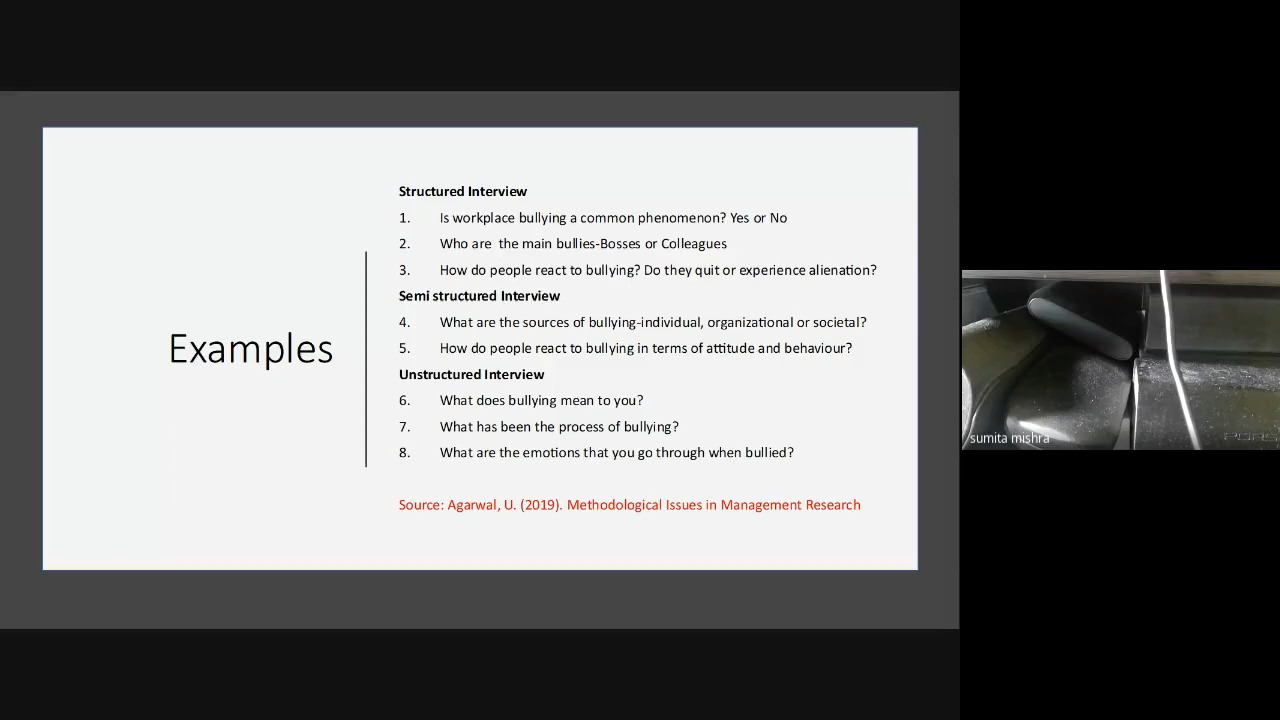 Structured Interview
1. Is workplace bullying a common phenomenon? Yes or No
2. Who are the main bullies-Bosses or Colleagues
3. How do people react to bullying? Do they quit or experience alienation?
Semi structured Interview
4. What are the sources of bullying-individual, organizational or societal?
5. How do people react to bullying in terms of attitude and behaviour?
Examples
Unstructured Interview
6. What does bullying mean to you?
7. What has been the process of bullying?
8. What are the emotions that you go through when bullied?
Source: Agarwal, U. (2019). Methodological Issues in Management Research
sumita mishra